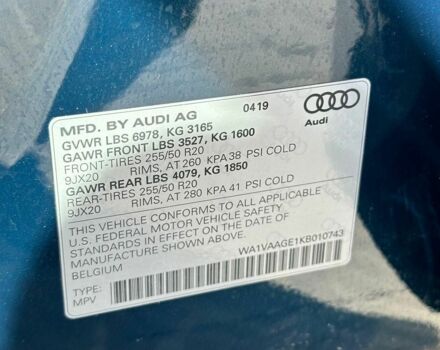 MFD. BY AUDI AG 0419
Audi
GVWR LBS 6978, KG 3165
GAWR FRONT LBS 3527, KG 1600
FRONT-TIRES 255/50 R20
9JX20 RIMS, AT 260 KPA 38 PSI COLD
GAWR REAR LBS 4079, KG 1850
REAR-TIRES 255/50 R20
9JX20 RIMS, AT 280 KPA 41 PSI COLD
THIS VEHICLE CONFORMS TO ALL APPLICABLE
U.S. FEDERAL MOTOR VEHICLE SAFETY
STANDARDS IN EFFECT ON THE DATE OF
MANUFACTURE SHOWN ABOVE.
BELGIUM
WA1VAAGE1KB010743
TYPE:
MPV